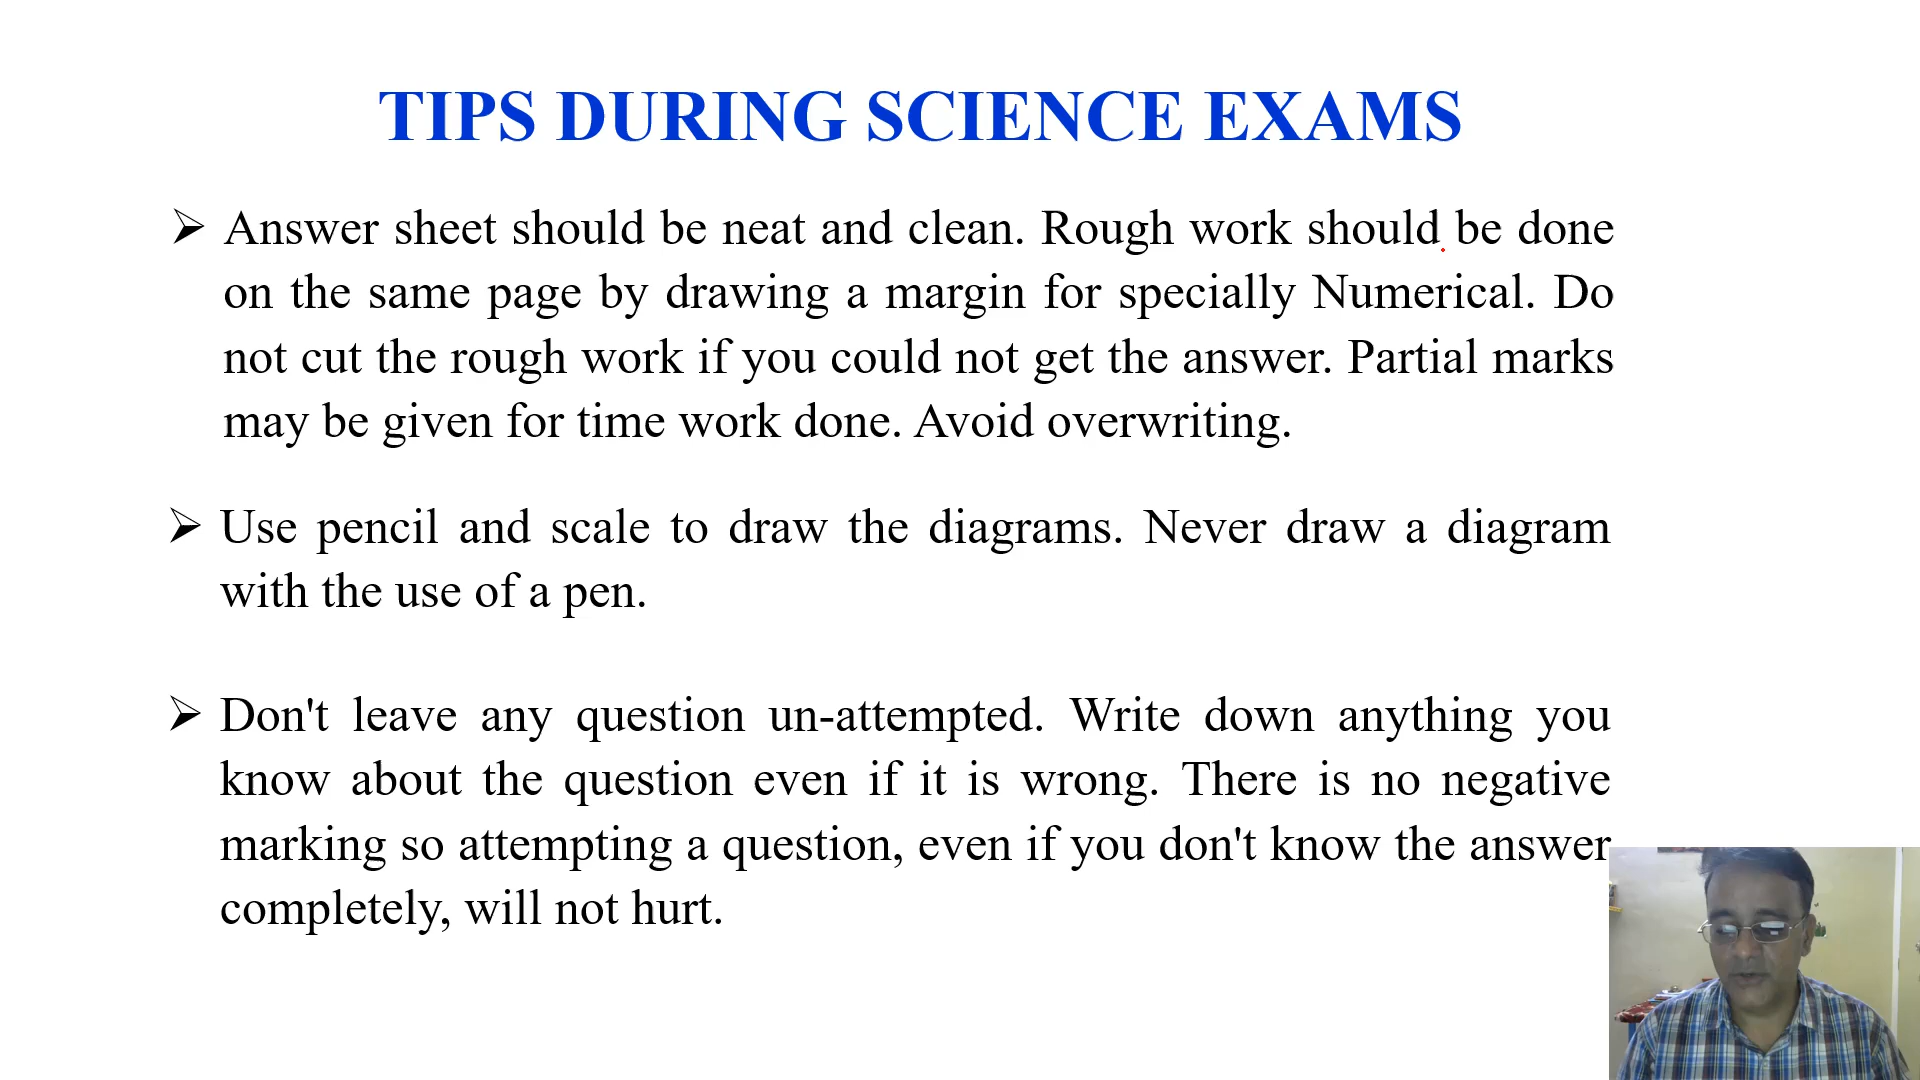 TIPS DURING SCIENCE EXAMS
➢ Answer sheet should be neat and clean. Rough work should be done
on the same page by drawing a margin for specially Numerical. Do
not cut the rough work if you could not get the answer. Partial marks
may be given for time work done. Avoid overwriting.
➢ Use pencil and scale to draw the diagrams. Never draw a diagram
with the use of a pen.
➢ Don't leave any question un-attempted. Write down anything you
know about the question even if it is wrong. There is no negative
marking so attempting a question, even if you don't know the answer
completely, will not hurt.